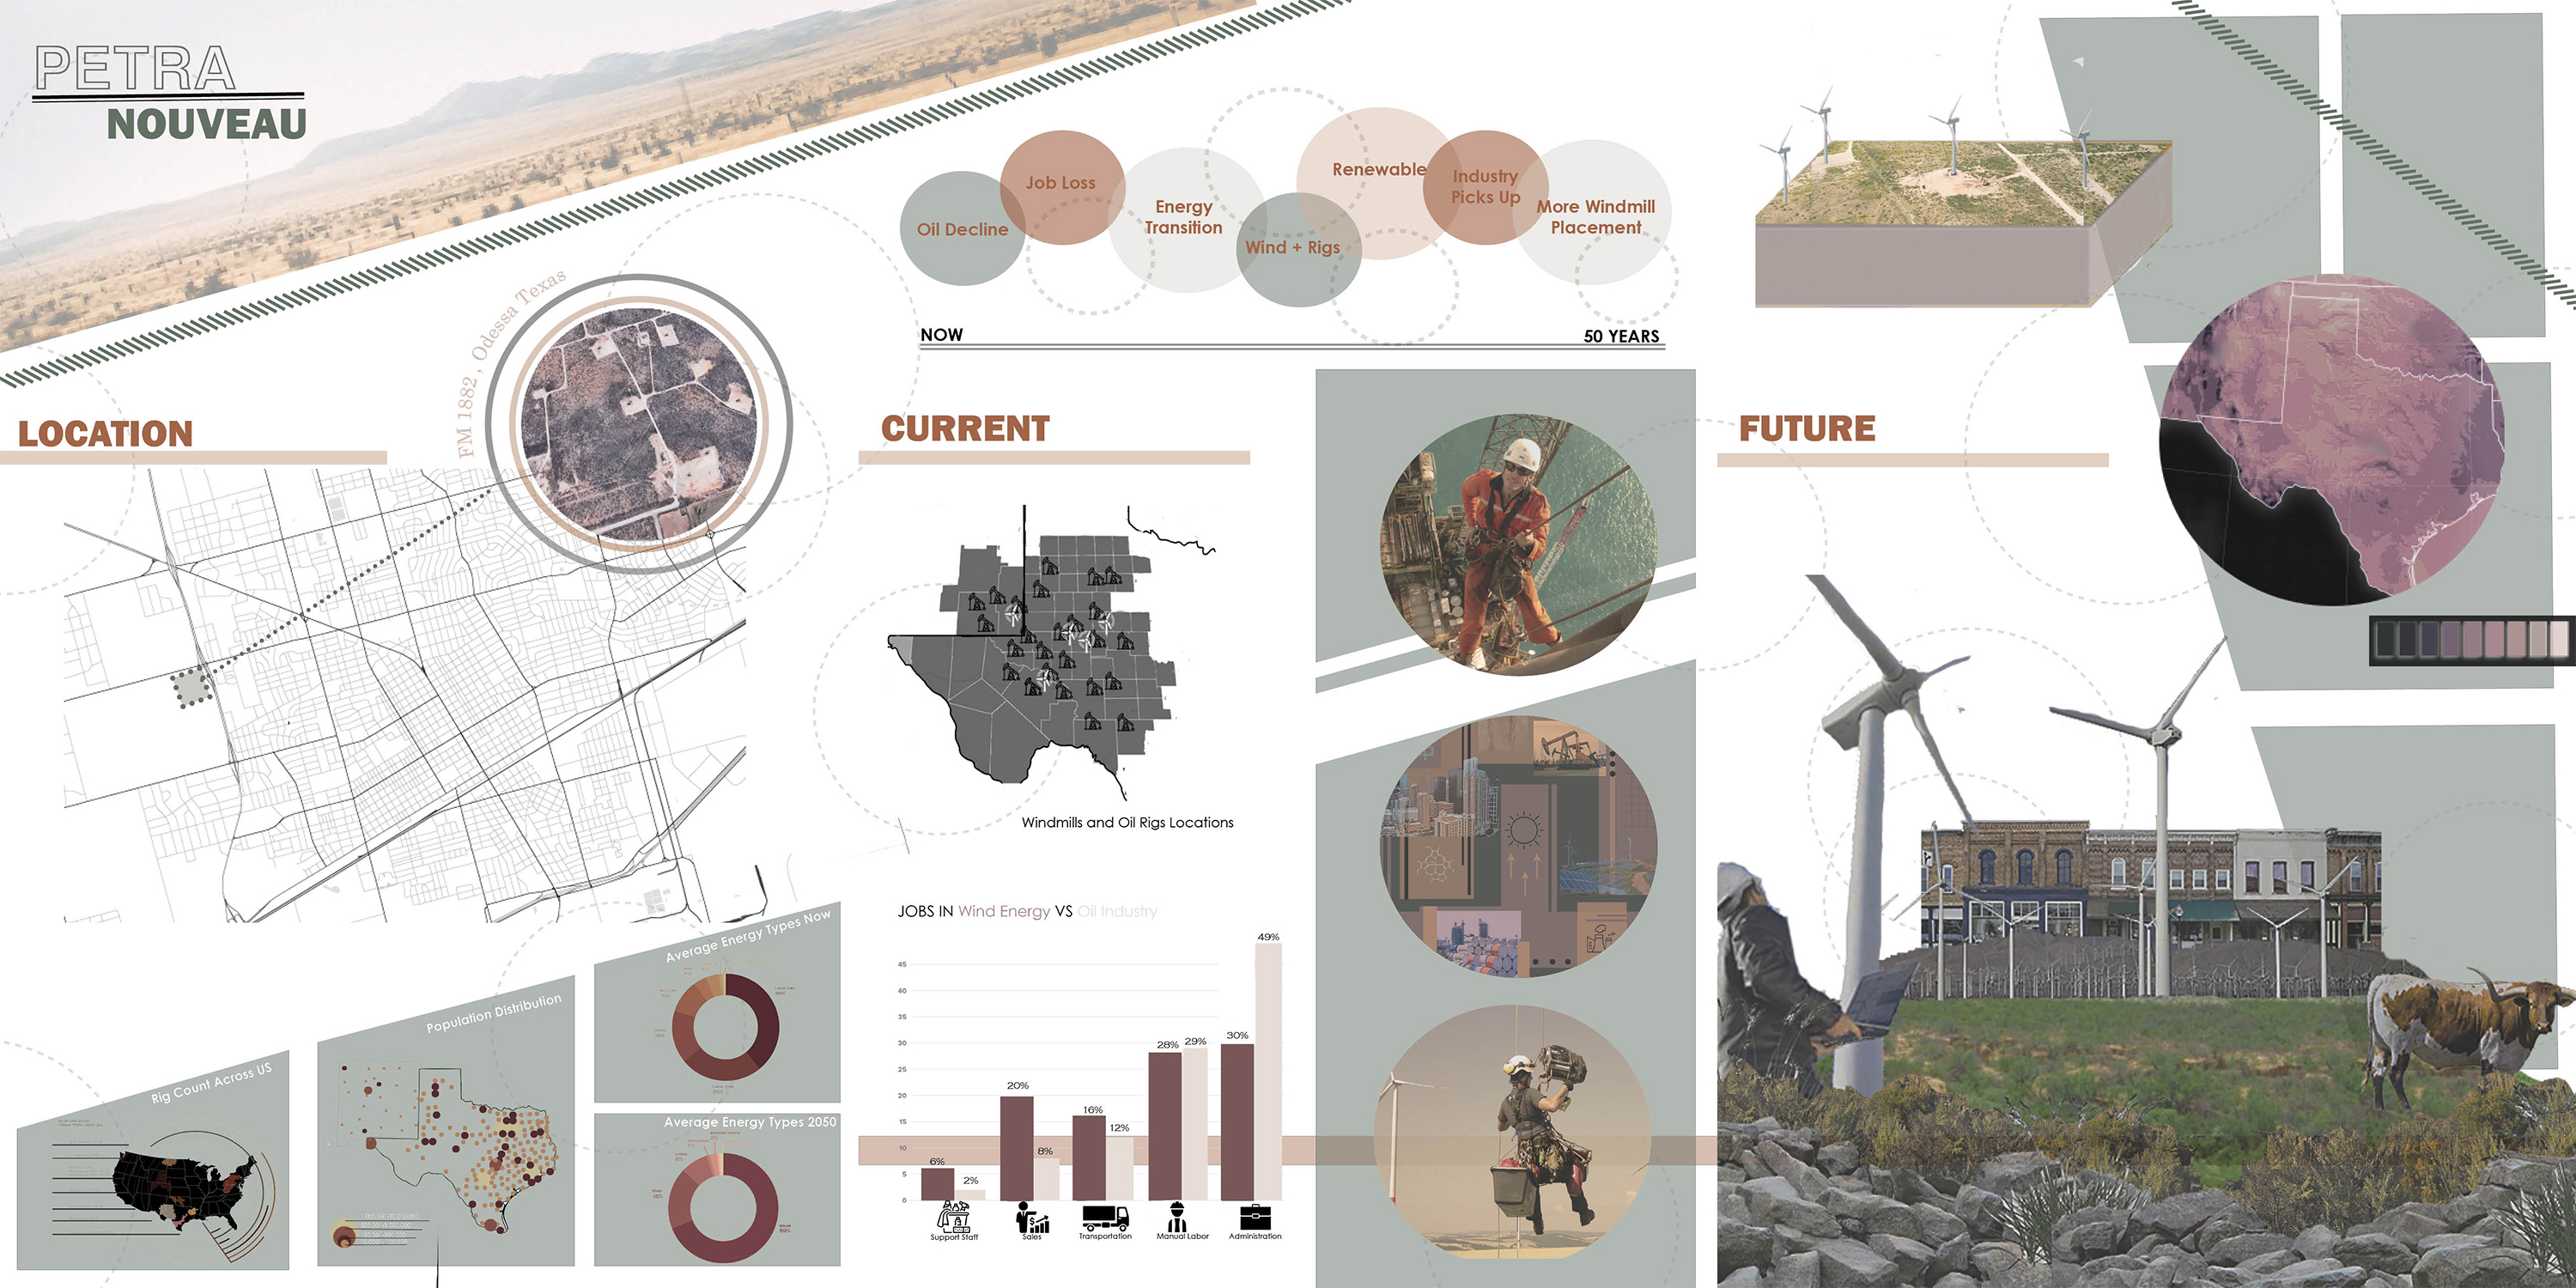 PETRA
NOUVEAU
Oil Decline
Job Loss
Energy
Transition
Wind + Rigs
Renewable
Industry
Picks Up
More Windmill
Placement
NOW
50 YEARS
FM 1882 , Odessa Texas
LOCATION
CURRENT
FUTURE
Windmills and Oil Rigs Locations
JOBS IN Wind Energy VS Oil Industry
45
40
35
30
25
20
15
10
5
0
6%
2%
20%
8%
16%
12%
28%
29%
30%
49%
Support Staff
Sales
Transportation
Manual Labor
Administration
Rig Count Across US
Population Distribution
Average Energy Types Now
Average Energy Types 2050